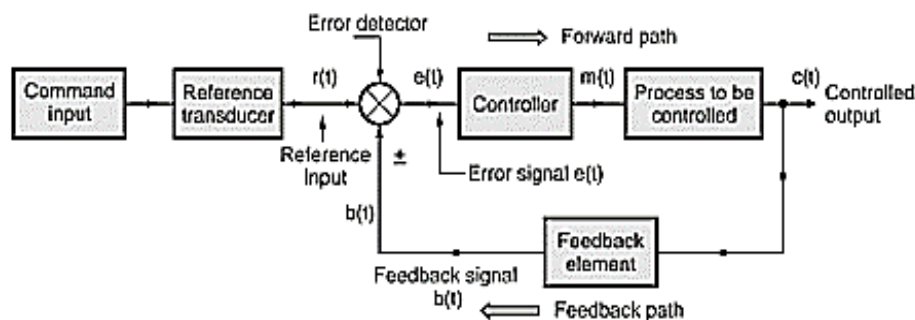 Error detector
Forward path
Command
input
Reference
transducer
r(t)
e(t)
Controller
m(t)
Process to be
controlled
c(t)
Controlled
output
Reference
Input
±
Error signal e(t)
b(t)
Feedback
element
Feedback signal
b(t)
Feedback path